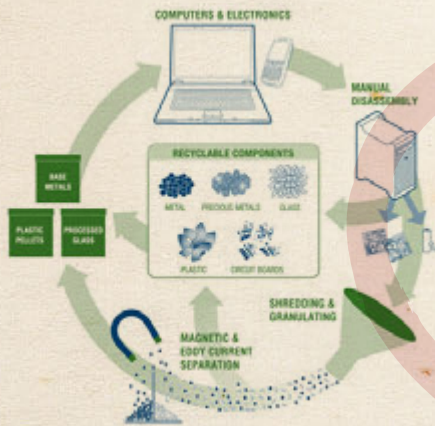 COMPUTERS & ELECTRONICS
MANUAL
DISASSEMBLY
RECYCLABLE COMPONENTS
METAL
PRECIOUS METALS
GLASS
PLASTIC
CIRCUIT BOARDS
BASE
METALS
PLASTIC
PELLETS
PROCESSED
GLASS
SHREDDING &
GRANULATING
MAGNETIC &
EDDY CURRENT
SEPARATION